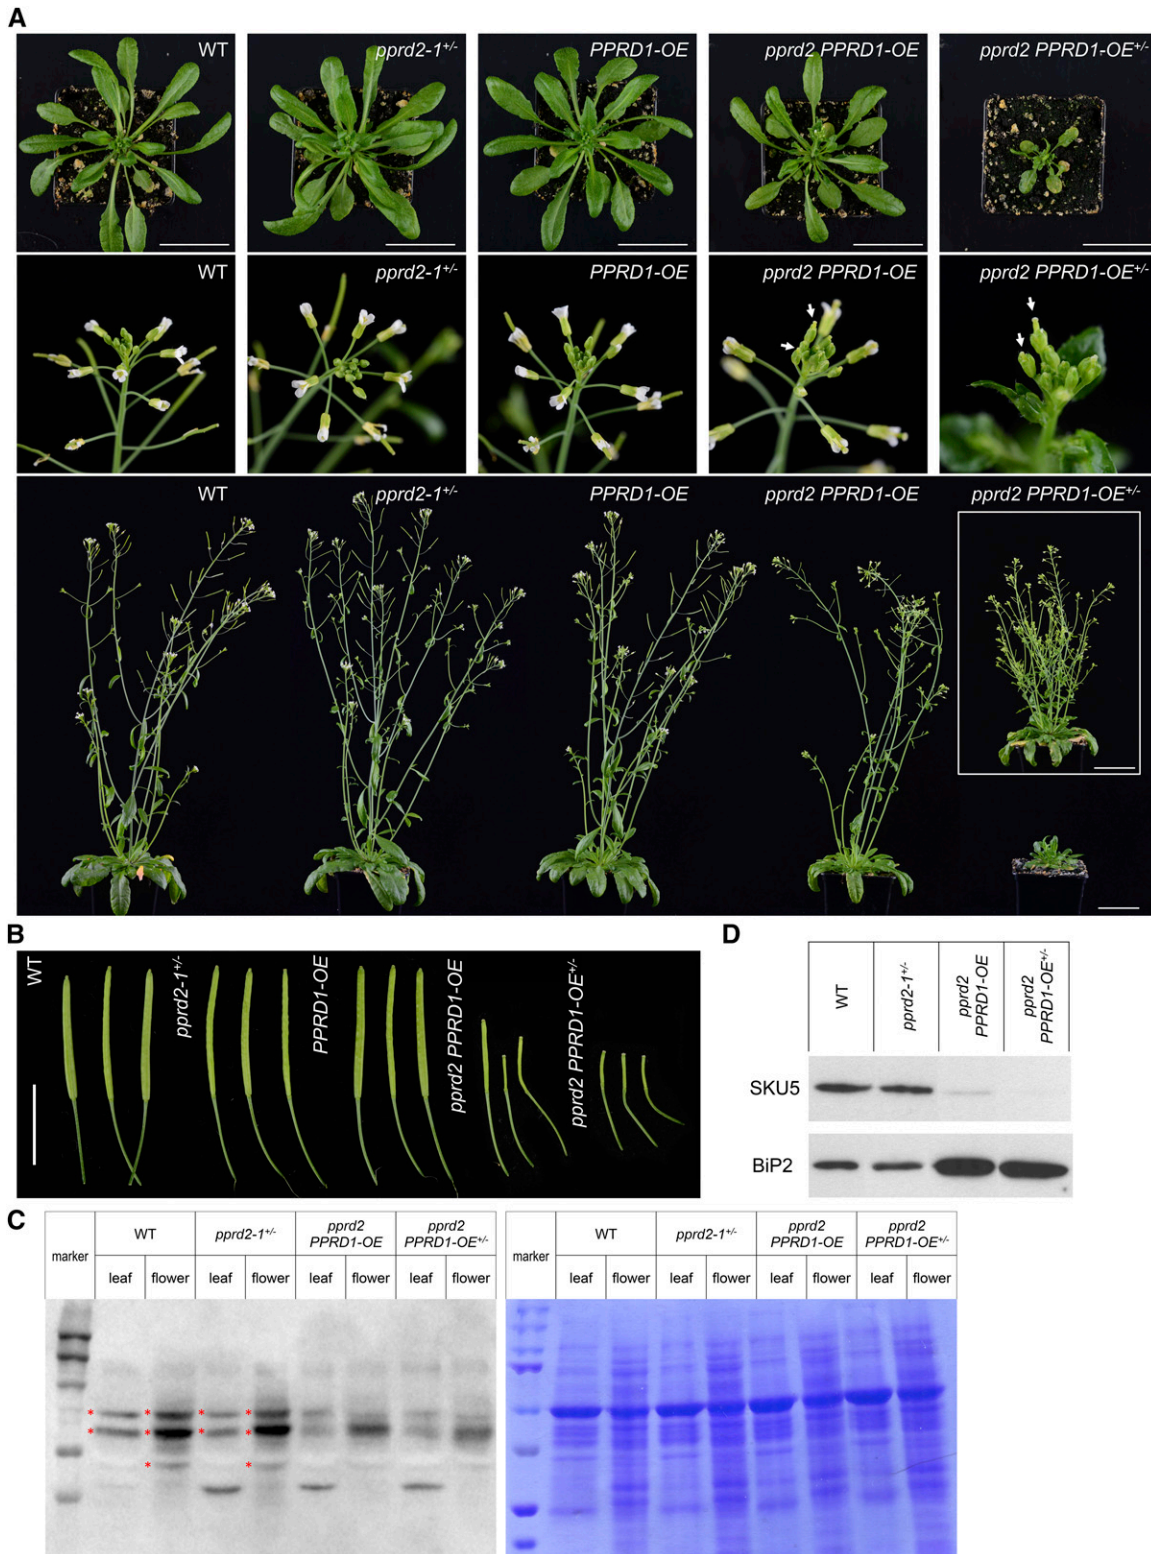 A
WT
pprd2-1+/-
PPRD1-OE
pprd2 PPRD1-OE
pprd2 PPRD1-OE+/-
WT
pprd2-1+/-
PPRD1-OE
pprd2 PPRD1-OE
pprd2 PPRD1-OE+/-
WT
pprd2-1+/-
PPRD1-OE
pprd2 PPRD1-OE
pprd2 PPRD1-OE+/-
B
WT
pprd2-1+/-
PPRD1-OE
pprd2 PPRD1-OE
pprd2 PPRD1-OE+/-
D
WT
pprd2-1+/-
pprd2
PPRD1-OE
pprd2
PPRD1-OE+/-
SKU5
BiP2
C
marker
WT
pprd2-1+/-
pprd2
PPRD1-OE
pprd2
PPRD1-OE+/-
leaf
flower
leaf
flower
leaf
flower
leaf
flower
* *
* *
* *
* *
* *
marker
WT
pprd2-1+/-
pprd2
PPRD1-OE
pprd2
PPRD1-OE+/-
leaf
flower
leaf
flower
leaf
flower
leaf
flower